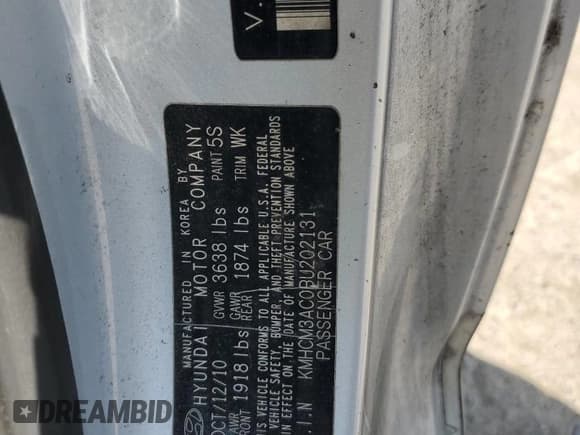 MANUFACTURED IN KOREA BY
HYUNDAI MOTOR COMPANY
OCT/12/10 GVWR 3638 lbs PAINT 5S
GAWR FRONT 1918 lbs GAWR REAR 1874 lbs TRIM WK
THIS VEHICLE CONFORMS TO ALL APPLICABLE U.S.A. FEDERAL
MOTOR VEHICLE SAFETY, BUMPER, AND THEFT PREVENTION STANDARDS
IN EFFECT ON THE DATE OF MANUFACTURE SHOWN ABOVE
V.I.N KMHCM3AC0BU202131
PASSENGER CAR
V.
DREAMBID